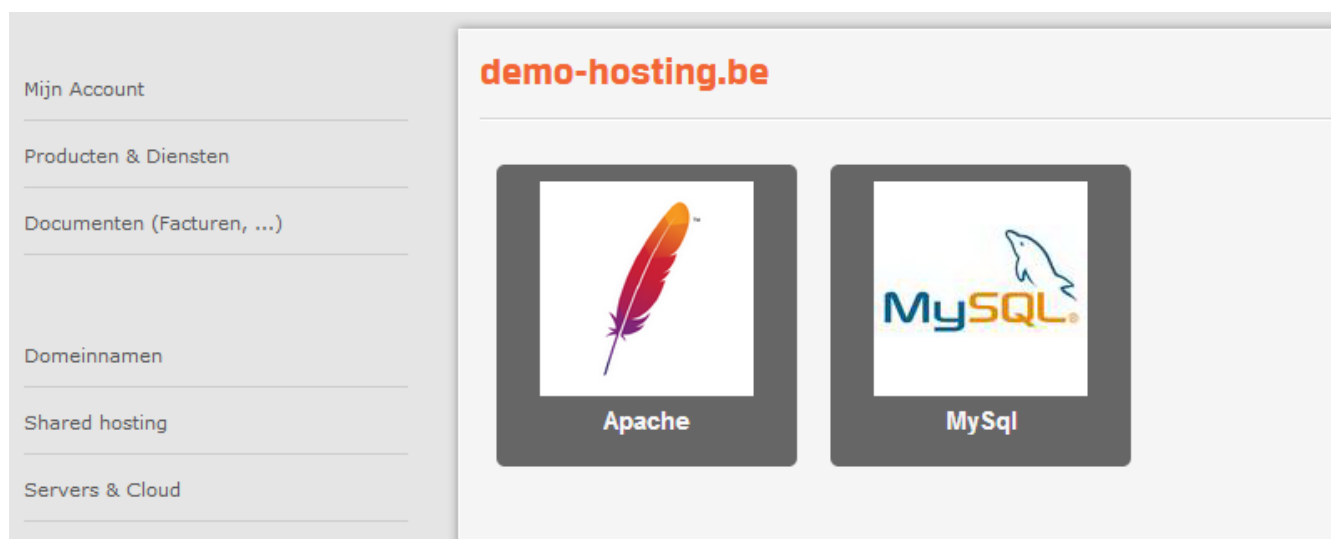 Mijn Account
Producten & Diensten
Documenten (Facturen, ...)
Domeinnamen
Shared hosting
Servers & Cloud
demo-hosting.be
MySQL®
Apache
MySql